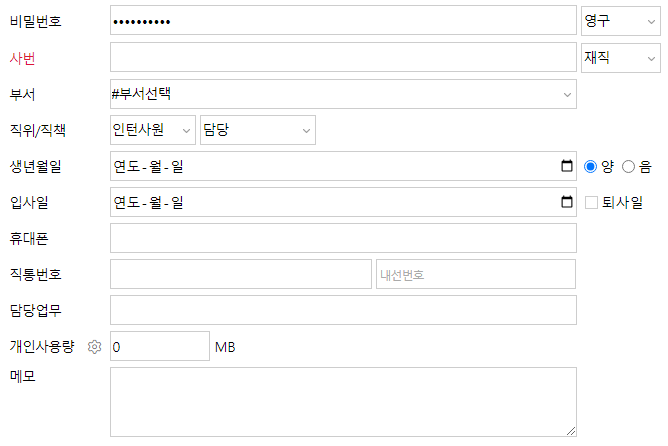 비밀번호 •••••••••• 영구
사번 재직
부서 #부서선택
직위/직책 인턴사원 담당
생년월일 연도-월-일 양 음
입사일 연도-월-일 퇴사일
휴대폰
직통번호 내선번호
담당업무
개인사용량 0 MB
메모